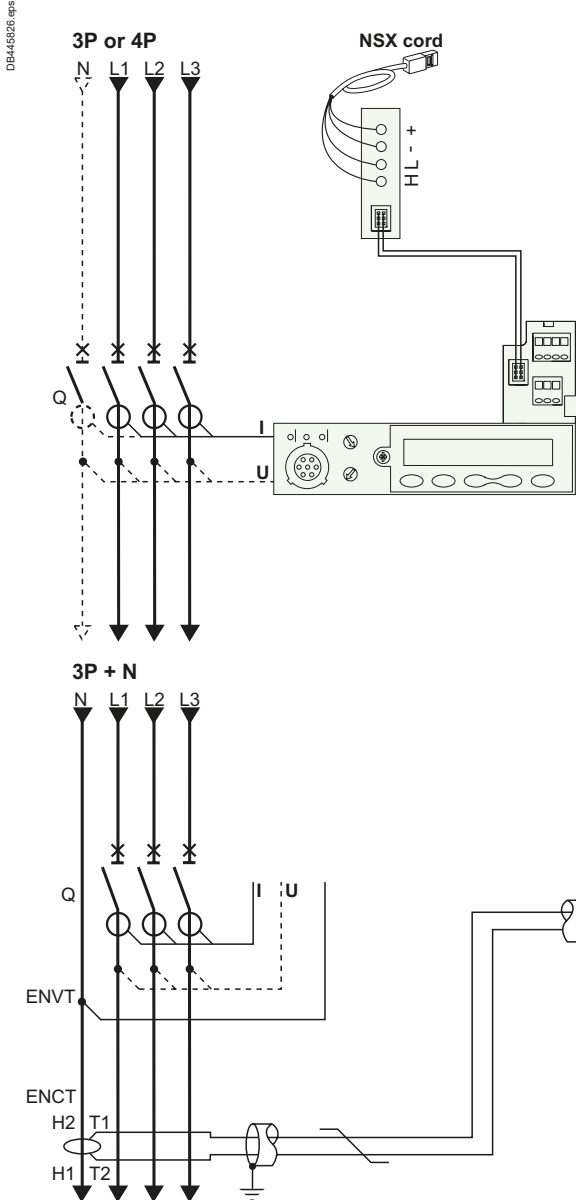 DB445826.eps
3P or 4P
NSX cord
N L1 L2 L3
H L - +
Q
I
U
3P + N
N L1 L2 L3
I U
Q
ENVT
ENCT
H2 T1
H1 T2